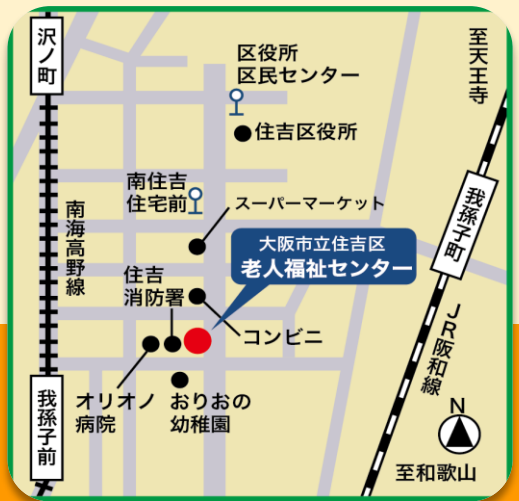 沢ノ町
区役所
区民センター
至天王寺
住吉区役所
南住吉
住宅前
スーパーマーケット
我孫子町
南海高野線
大阪市立住吉区
老人福祉センター
住吉
消防署
コンビニ
JR阪和線
我孫子前
オリオノ
病院
おりおの
幼稚園
N
至和歌山